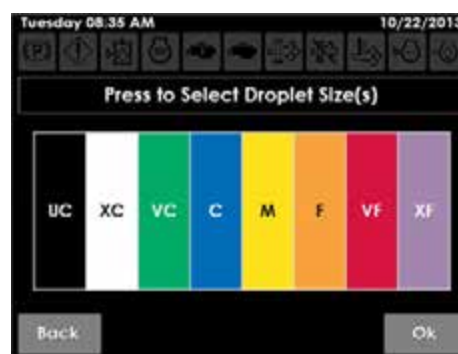 Tuesday 08:35 AM 10/22/2013
(P)
Press to Select Droplet Size(s)
UC XC VC C M F VF XF
Back Ok